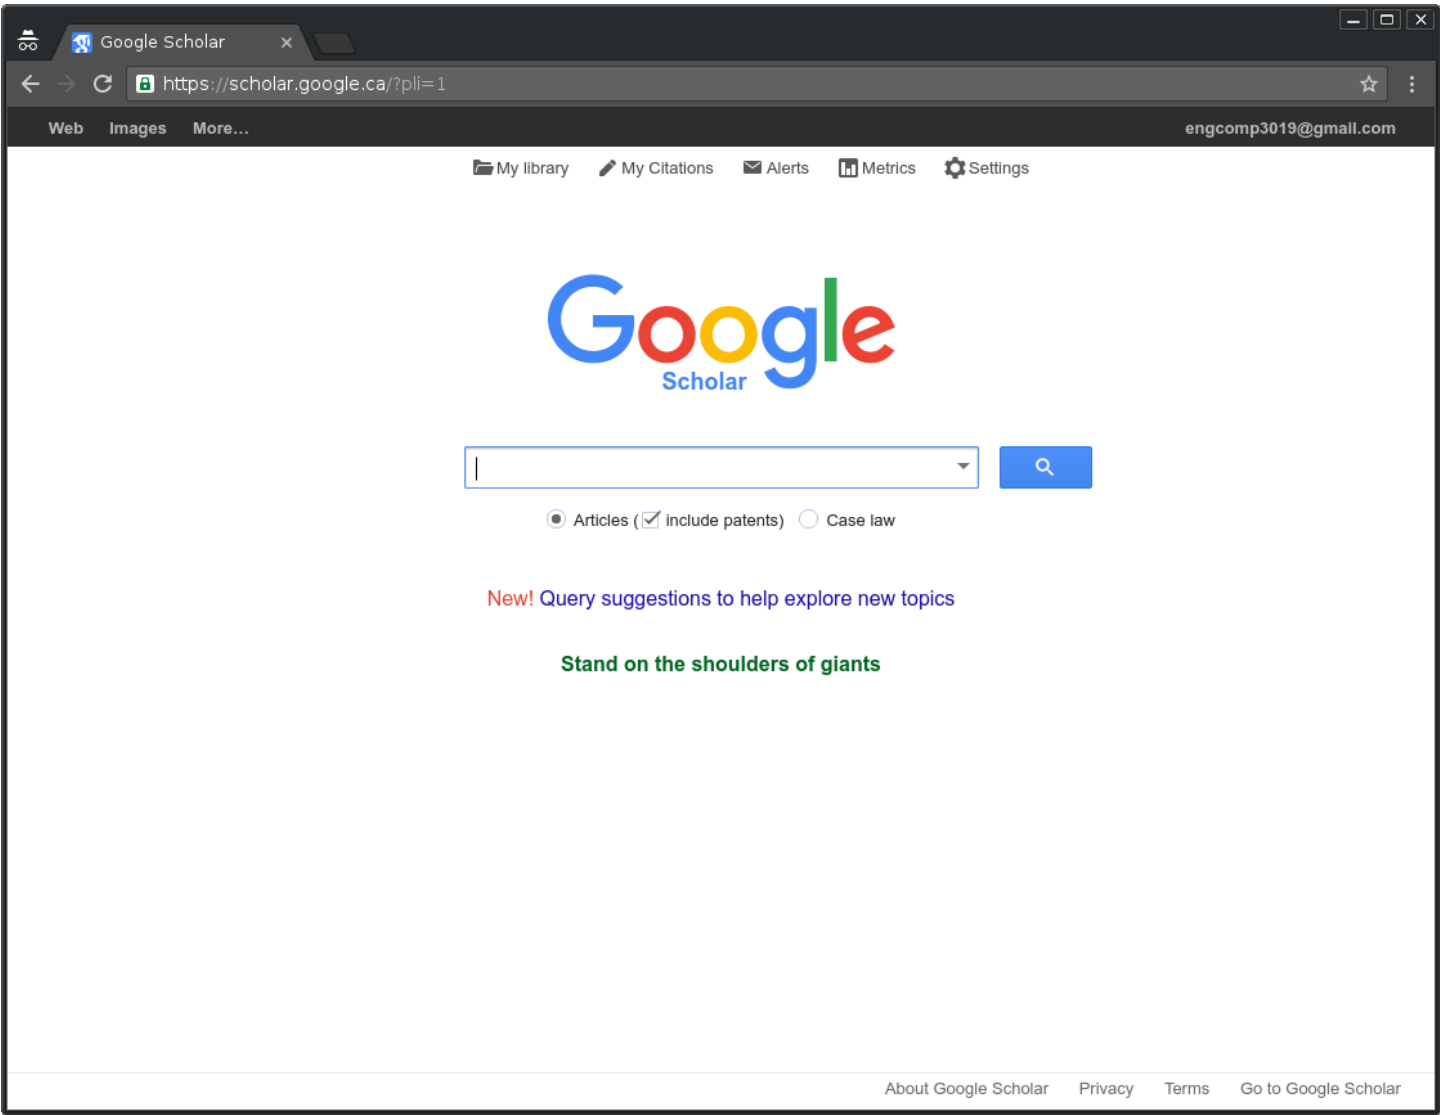 Google Scholar
https://scholar.google.ca/?pli=1
Web Images More... engcomp3019@gmail.com
My library My Citations Alerts Metrics Settings
Google
Scholar
Articles ( include patents) Case law
New! Query suggestions to help explore new topics
Stand on the shoulders of giants
About Google Scholar Privacy Terms Go to Google Scholar